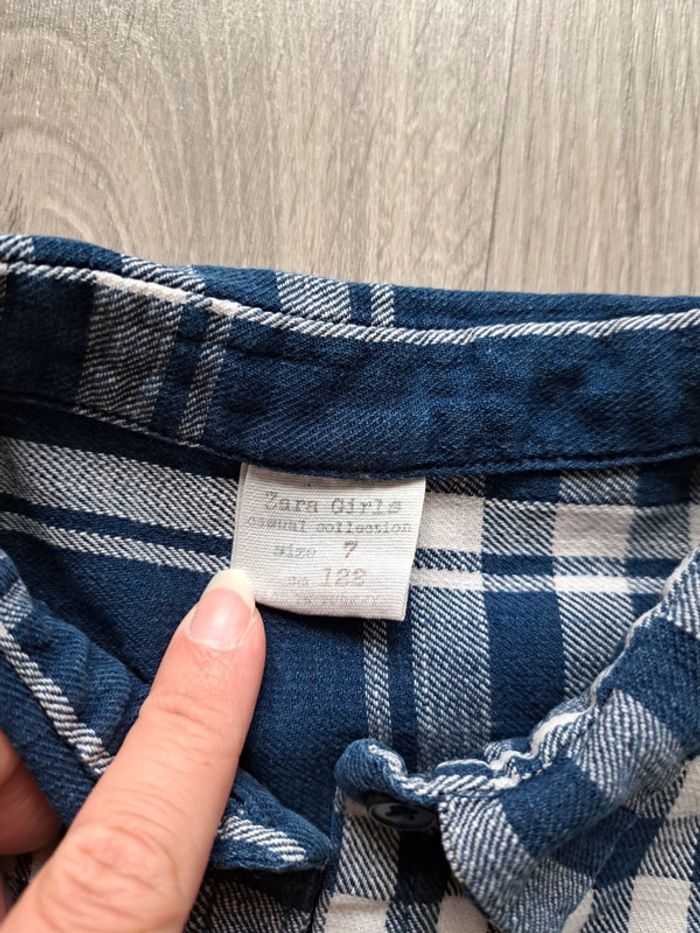 Zara Girls
casual collection
size 7
cm 122